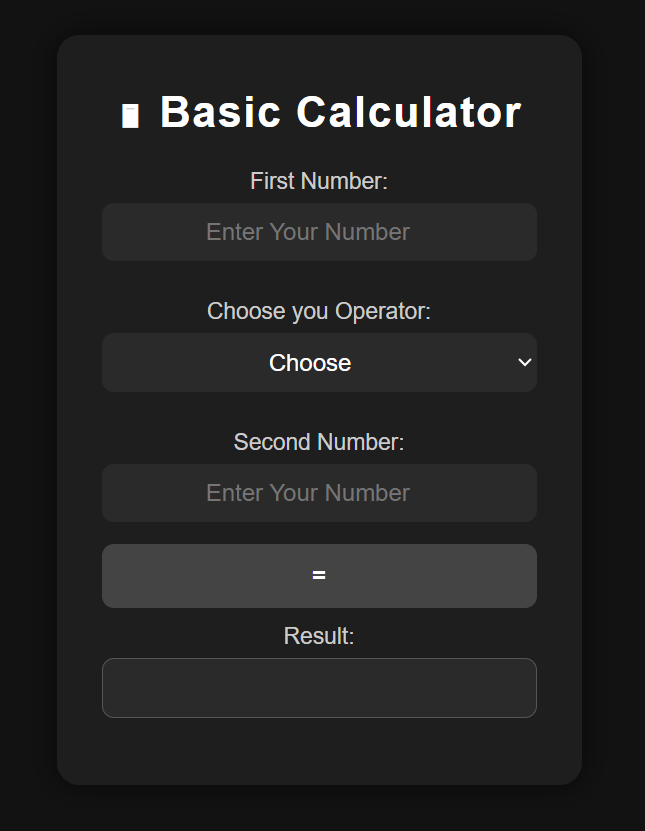 Basic Calculator
First Number:
Enter Your Number
Choose you Operator:
Choose
Second Number:
Enter Your Number
=
Result: